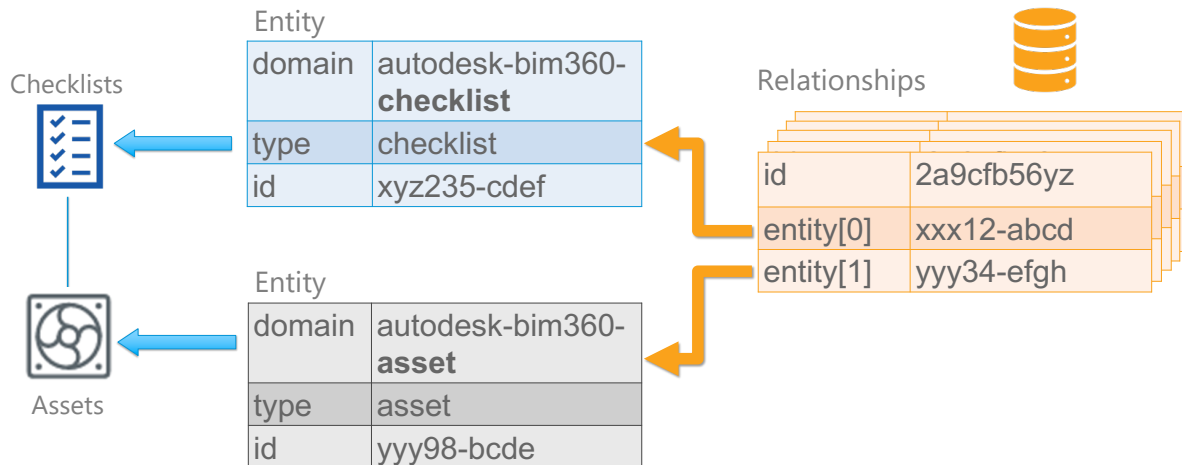 Checklists
Entity
domain autodesk-bim360-
checklist
type checklist
id xyz235-cdef
Relationships
id 2a9cfb56yz
entity[0] xxx12-abcd
entity[1] yyy34-efgh
Entity
domain autodesk-bim360-
asset
type asset
id yyy98-bcde
Assets